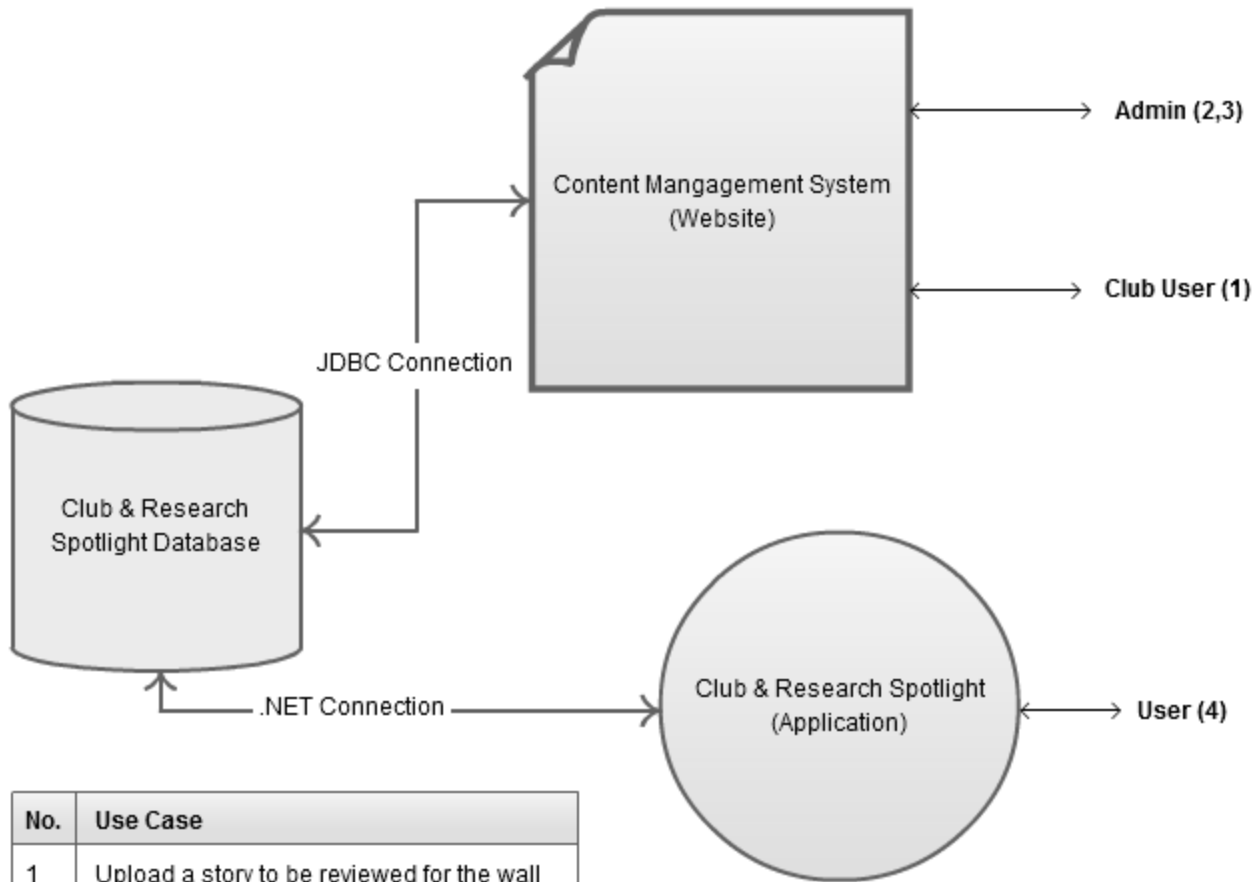 Content Mangagement System
(Website)
Admin (2,3)
Club User (1)
JDBC Connection
Club & Research
Spotlight Database
.NET Connection
Club & Research Spotlight
(Application)
User (4)
No. Use Case
1 Upload a story to be reviewed for the wall